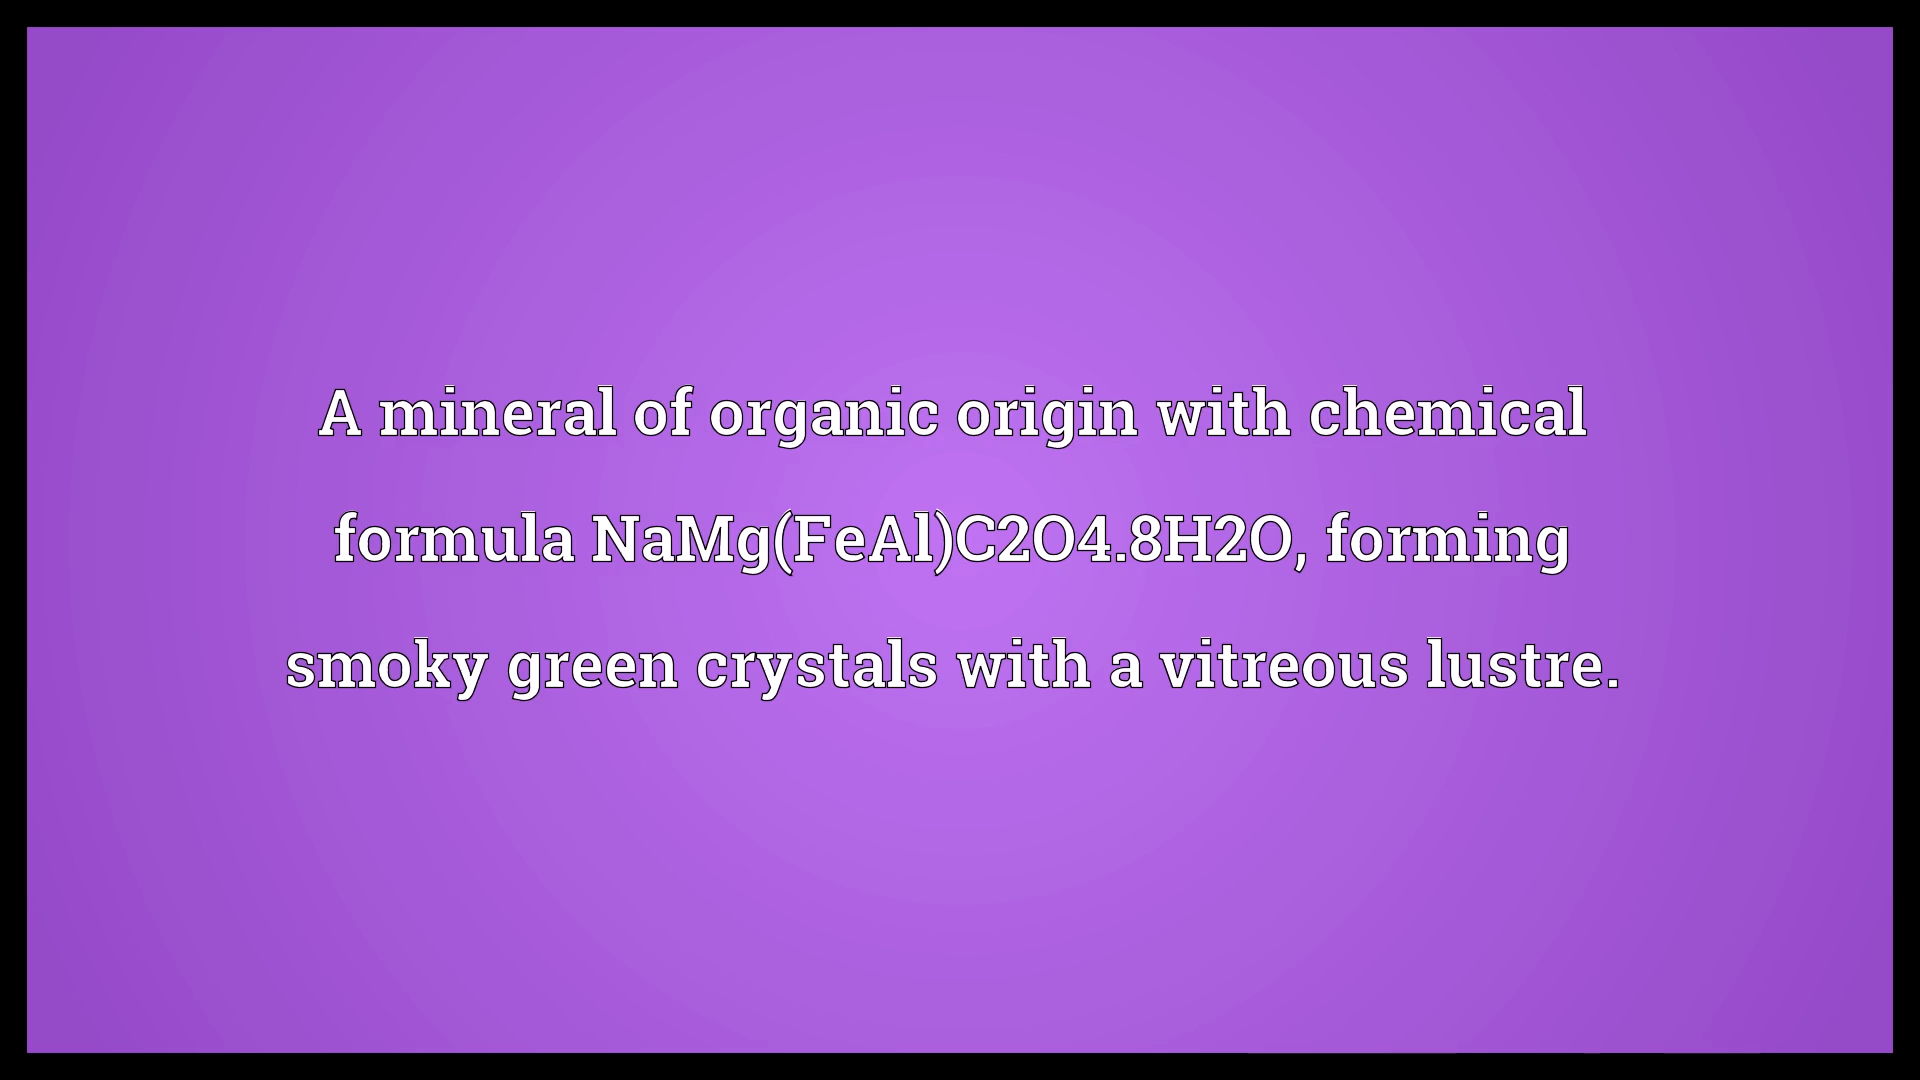 A mineral of organic origin with chemical
formula NaMg(FeAl)C2O4.8H2O, forming
smoky green crystals with a vitreous lustre.